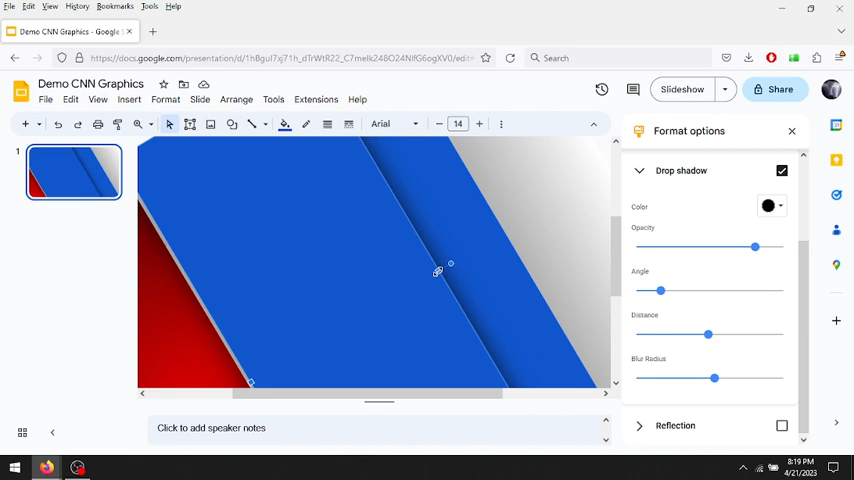 File Edit View History Bookmarks Tools Help
Demo CNN Graphics - Google S
https://docs.google.com/presentation/d/1hBguI7xj71h_dTrWtR22_C7melk248O24NIfG6ogXV0/edit#
Search
Demo CNN Graphics
Slideshow
Share
File Edit View Insert Format Slide Arrange Tools Extensions Help
Arial
14
Format options
1
Drop shadow
Color
Opacity
Angle
Distance
Blur Radius
Reflection
Click to add speaker notes
8:19 PM
4/21/2023